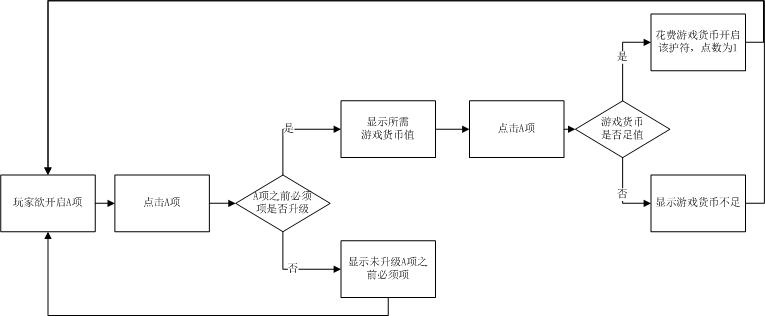 花费游戏货币开启
该护符，点数为1
是
显示所需
游戏货币值
点击A项
游戏货币
是否足值
是
玩家欲开启A项
点击A项
A项之前必须
项是否升级
否
显示游戏货币不足
否
显示未升级A项之
前必须项